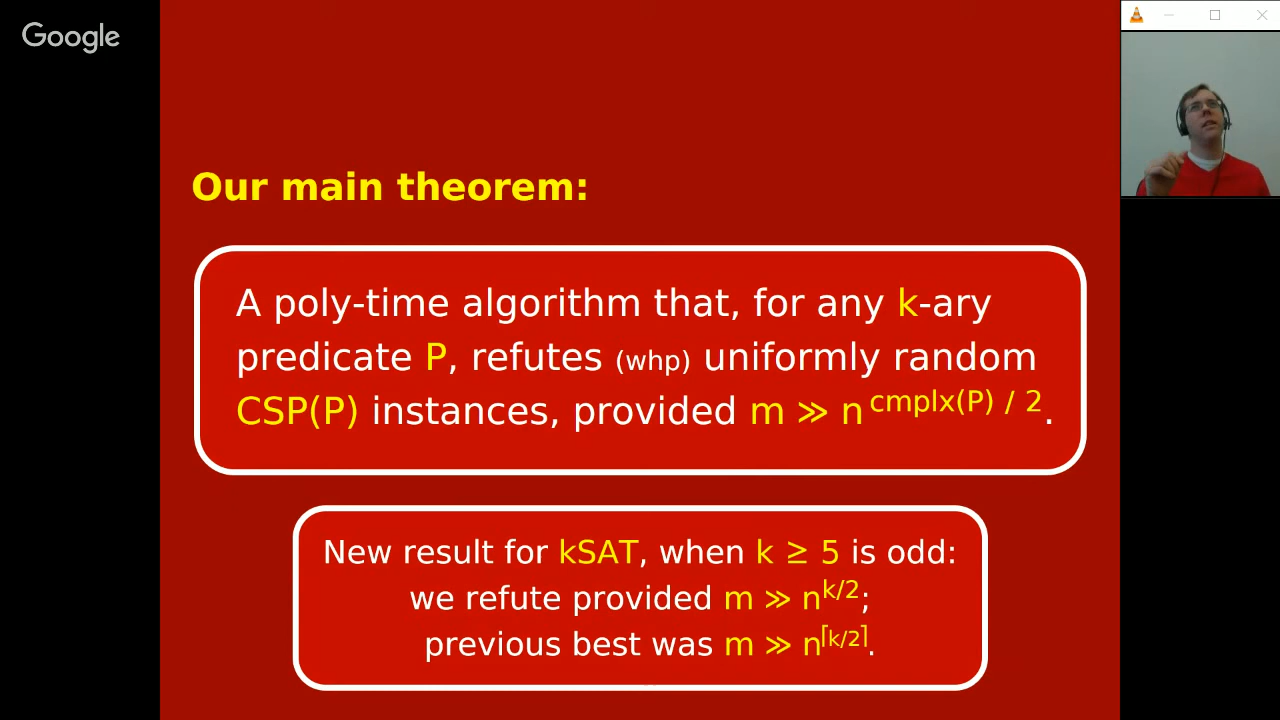 Google
Our main theorem:
A poly-time algorithm that, for any k-ary
predicate P, refutes (whp) uniformly random
CSP(P) instances, provided m ≫ n^cmplx(P) / 2.
New result for kSAT, when k ≥ 5 is odd:
we refute provided m ≫ n^k/2;
previous best was m ≫ n^⌈k/2⌉.